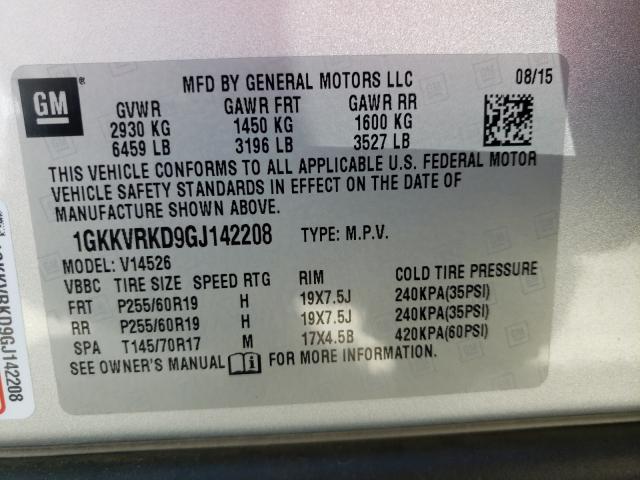 GM
MFD BY GENERAL MOTORS LLC
08/15
GVWR GAWR FRT GAWR RR
2930 KG 1450 KG 1600 KG
6459 LB 3196 LB 3527 LB
THIS VEHICLE CONFORMS TO ALL APPLICABLE U.S. FEDERAL MOTOR
VEHICLE SAFETY STANDARDS IN EFFECT ON THE DATE OF
MANUFACTURE SHOWN ABOVE.
1GKKVRKD9GJ142208 TYPE: M.P.V.
MODEL: V14526
VBBC TIRE SIZE SPEED RTG RIM COLD TIRE PRESSURE
FRT P255/60R19 H 19X7.5J 240KPA(35PSI)
RR P255/60R19 H 19X7.5J 240KPA(35PSI)
SPA T145/70R17 M 17X4.5B 420KPA(60PSI)
SEE OWNER'S MANUAL FOR MORE INFORMATION.
1GKKVRKD9GJ142208